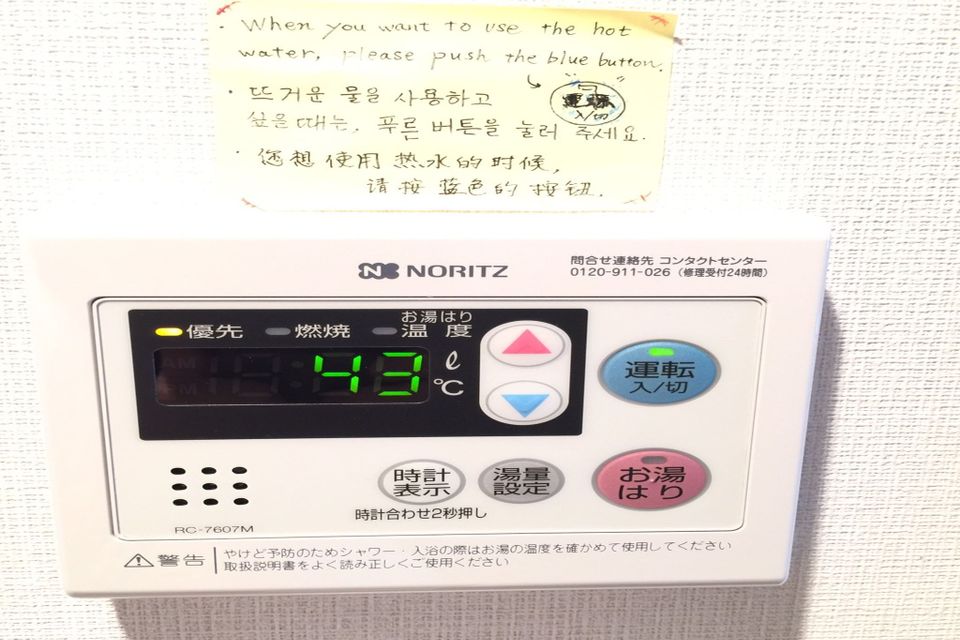 · When you want to use the hot
water, please push the blue button.
· 뜨거운 물을 사용하고
싶을때는, 푸른 버튼을 눌러 주세요.
入/切
· 您想使用热水的时候,
请按蓝色的按钮.
NORITZ
問合せ連絡先 コンタクトセンター
0120-911-026 (修理受付24時間)
お湯はり
優先 燃焼 温度
AM
PM
43
ℓ
℃
運転
入/切
時計
表示
湯量
設定
お湯
はり
時計合わせ2秒押し
RC-7607M
警告
やけど予防のためシャワー・入浴の際はお湯の温度を確かめて使用してください
取扱説明書をよく読み正しくご使用ください